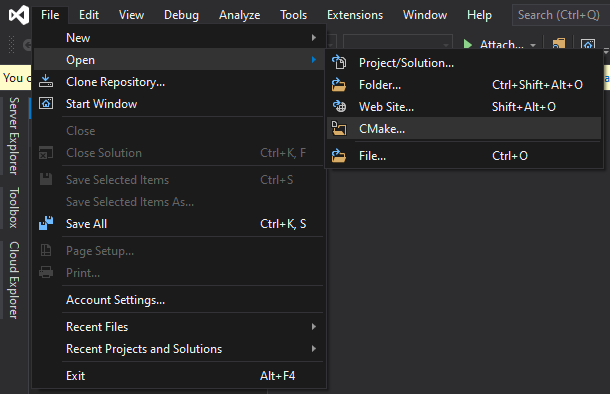 File Edit View Debug Analyze Tools Extensions Window Help Search (Ctrl+Q)
Attach...
You c
New
Open
Clone Repository...
Start Window
Close
Close Solution Ctrl+K, F
Save Selected Items Ctrl+S
Save Selected Items As...
Save All Ctrl+K, S
Page Setup...
Print...
Account Settings...
Recent Files
Recent Projects and Solutions
Exit Alt+F4
Project/Solution...
Folder... Ctrl+Shift+Alt+O
Web Site... Shift+Alt+O
CMake...
File... Ctrl+O
Server Explorer
Toolbox
Cloud Explorer